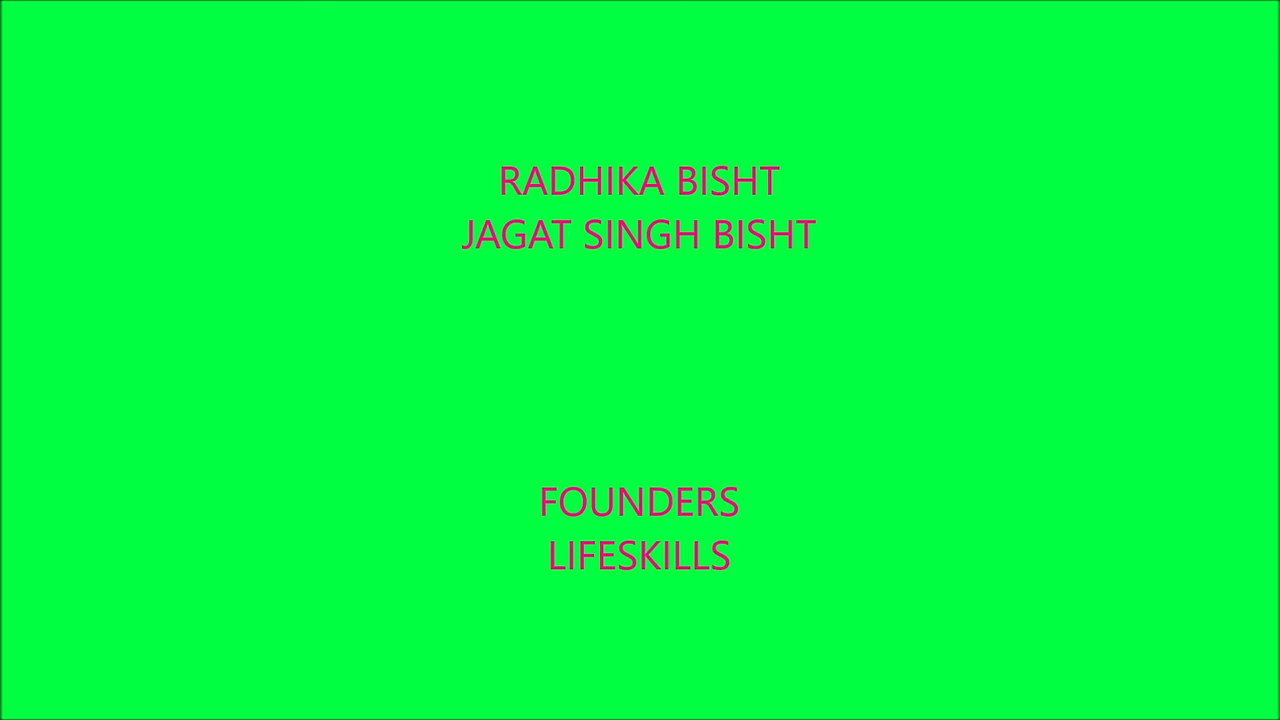 RADHIKA BISHT
JAGAT SINGH BISHT
FOUNDERS
LIFESKILLS